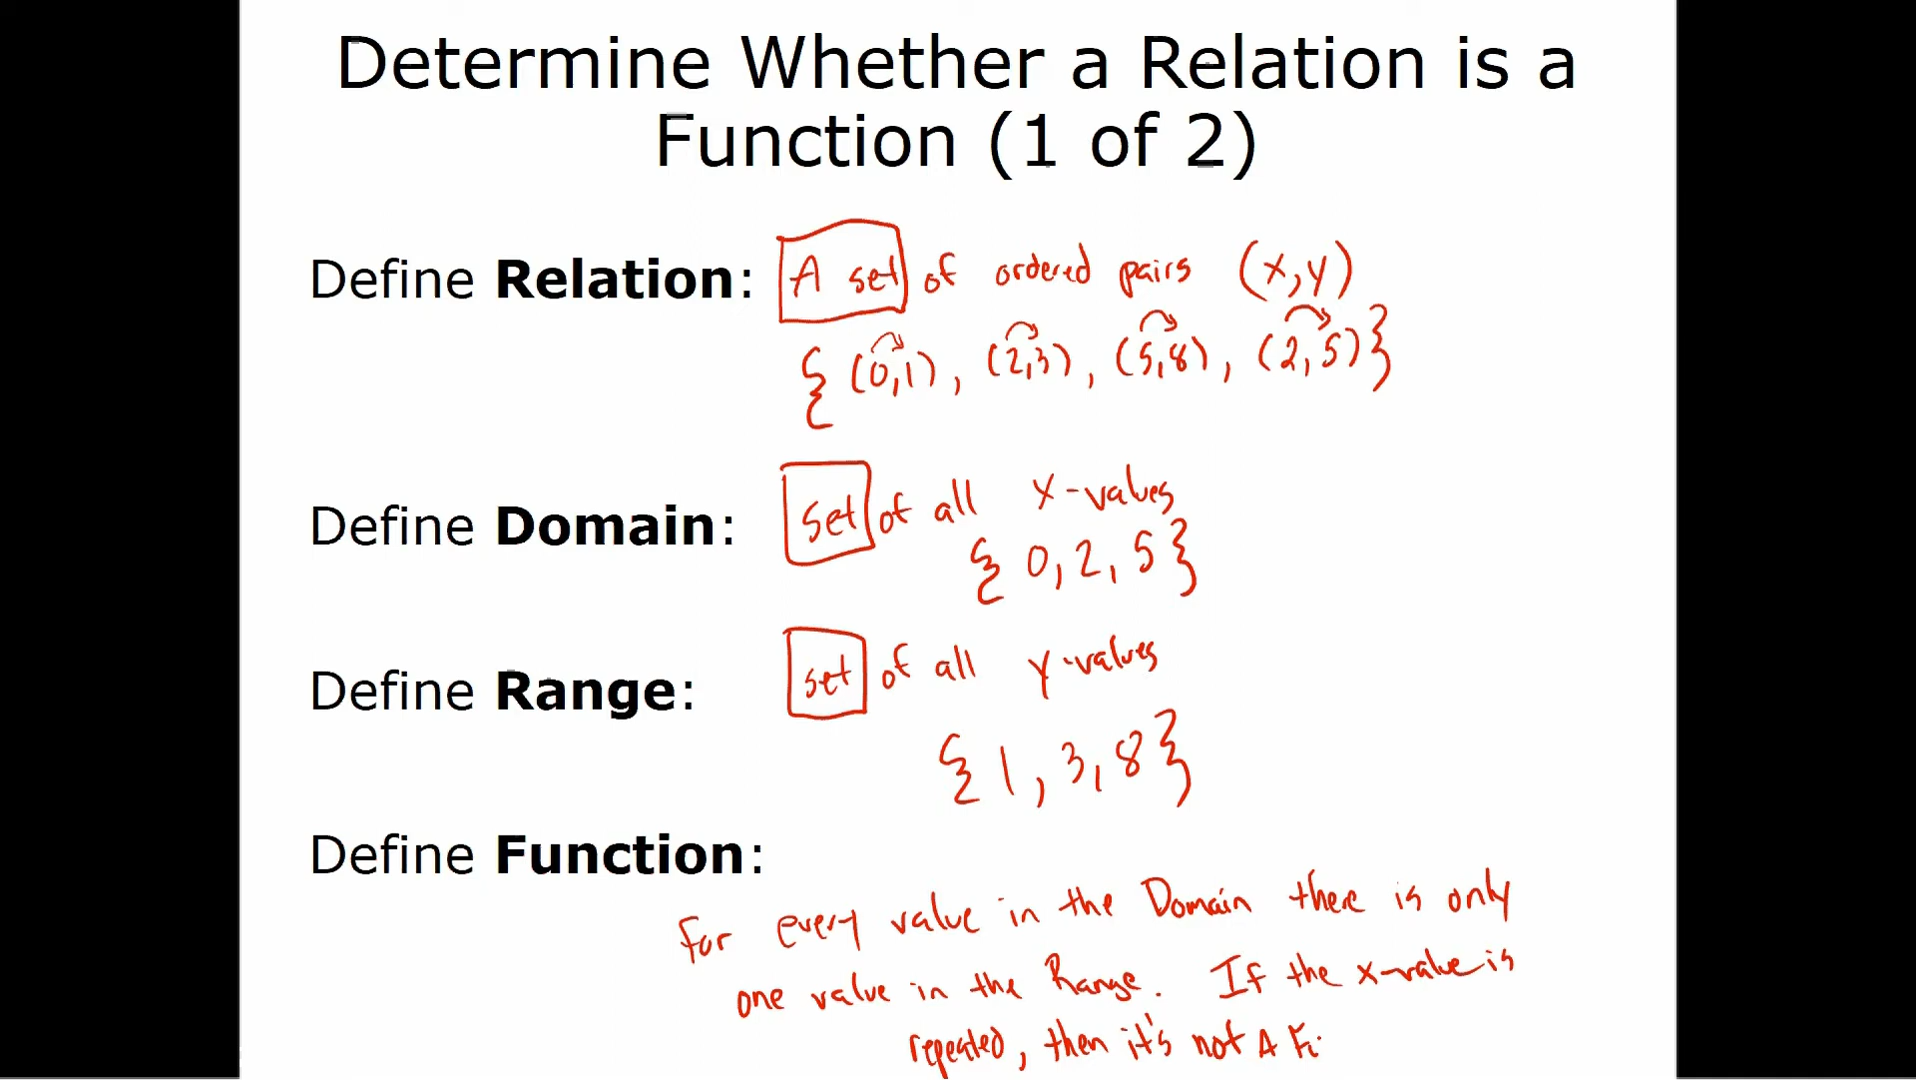 Determine Whether a Relation is a
Function (1 of 2)
Define Relation: A set of ordered pairs (x,y)
{(0,1), (2,3), (5,8), (2,5)}
Define Domain: set of all x-values
{0,2,5}
Define Range: set of all y-values
{1,3,8}
Define Function:
For every value in the Domain there is only
one value in the Range. If the x-value is
repeated, then it's not A